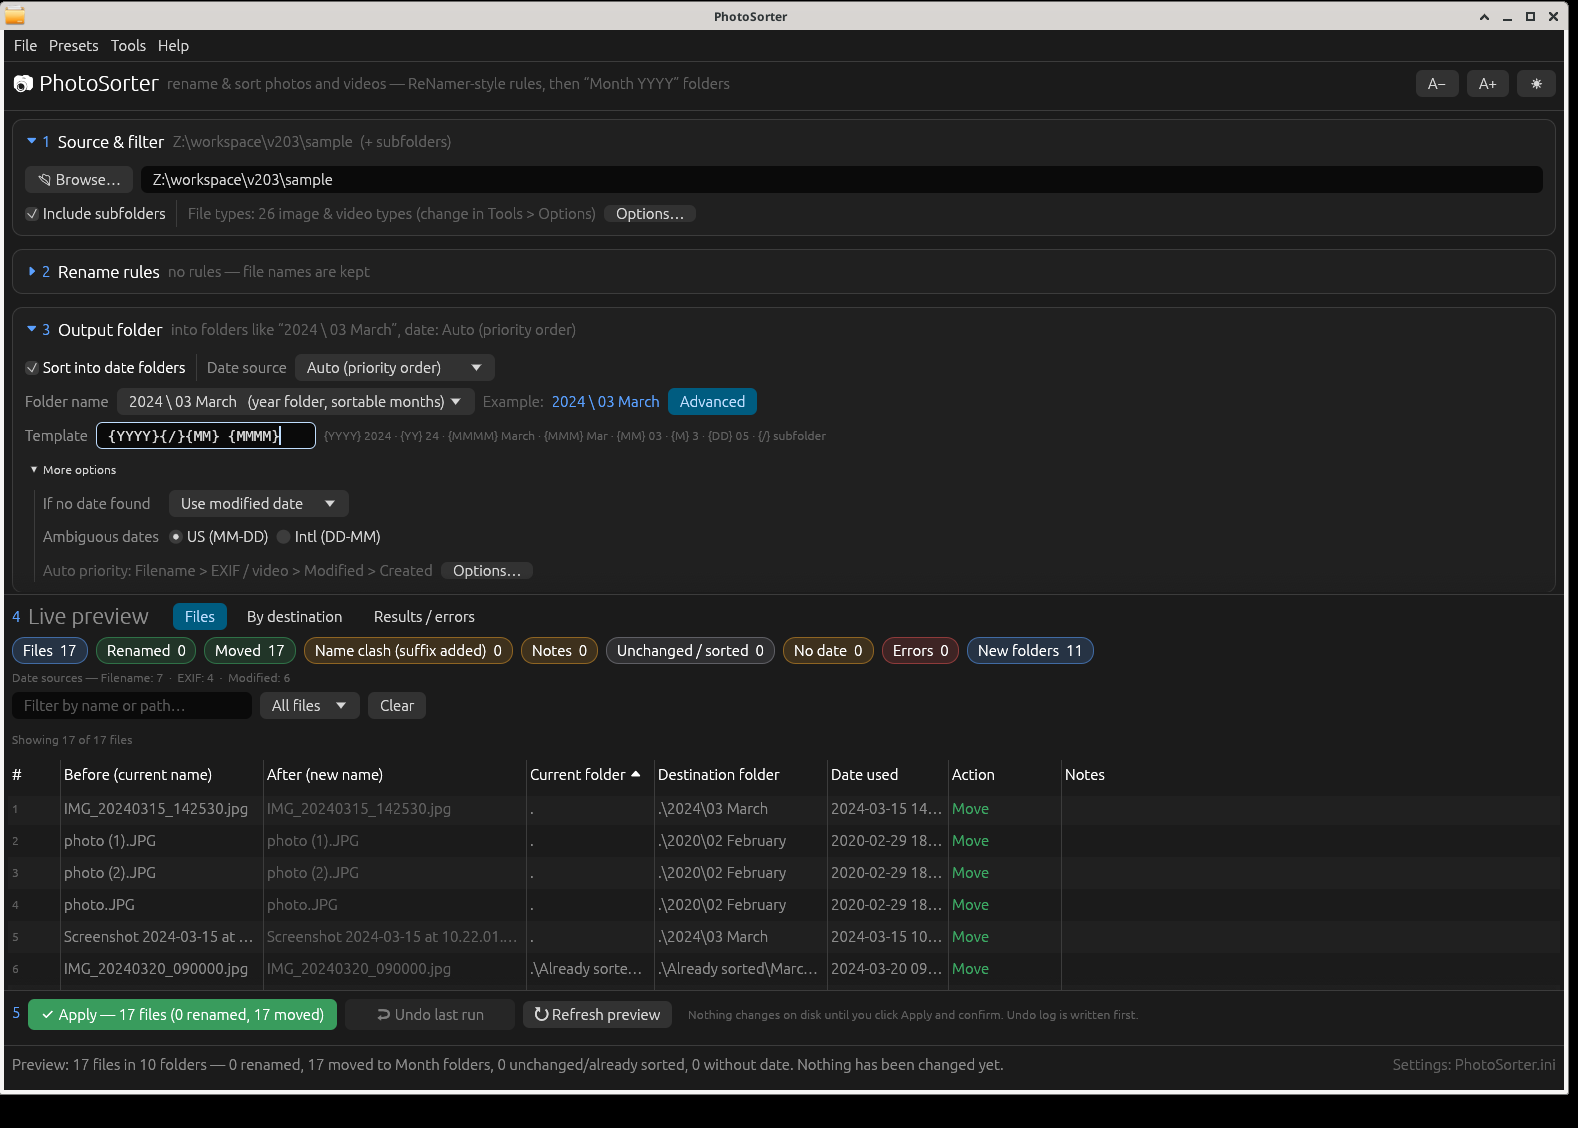 PhotoSorter
File Presets Tools Help
PhotoSorter rename & sort photos and videos — ReNamer-style rules, then "Month YYYY" folders A− A+
1 Source & filter Z:\workspace\v203\sample (+ subfolders)
Browse... Z:\workspace\v203\sample
Include subfolders File types: 26 image & video types (change in Tools > Options) Options...
2 Rename rules no rules — file names are kept
3 Output folder into folders like "2024 \ 03 March", date: Auto (priority order)
Sort into date folders Date source Auto (priority order)
Folder name 2024 \ 03 March (year folder, sortable months) Example: 2024 \ 03 March Advanced
Template {YYYY}{/}{MM} {MMMM} {YYYY} 2024 · {YY} 24 · {MMMM} March · {MMM} Mar · {MM} 03 · {M} 3 · {DD} 05 · {/} subfolder
More options
If no date found Use modified date
Ambiguous dates US (MM-DD) Intl (DD-MM)
Auto priority: Filename > EXIF / video > Modified > Created Options...
4 Live preview Files By destination Results / errors
Files 17 Renamed 0 Moved 17 Name clash (suffix added) 0 Notes 0 Unchanged / sorted 0 No date 0 Errors 0 New folders 11
Date sources — Filename: 7 · EXIF: 4 · Modified: 6
Filter by name or path... All files Clear
Showing 17 of 17 files
# Before (current name) After (new name) Current folder Destination folder Date used Action Notes
1 IMG_20240315_142530.jpg IMG_20240315_142530.jpg . .\2024\03 March 2024-03-15 14... Move
2 photo (1).JPG photo (1).JPG . .\2020\02 February 2020-02-29 18... Move
3 photo (2).JPG photo (2).JPG . .\2020\02 February 2020-02-29 18... Move
4 photo.JPG photo.JPG . .\2020\02 February 2020-02-29 18... Move
5 Screenshot 2024-03-15 at ... Screenshot 2024-03-15 at 10.22.01.... . .\2024\03 March 2024-03-15 10... Move
6 IMG_20240320_090000.jpg IMG_20240320_090000.jpg .\Already sorte... .\Already sorted\Marc... 2024-03-20 09... Move
5 Apply — 17 files (0 renamed, 17 moved) Undo last run Refresh preview Nothing changes on disk until you click Apply and confirm. Undo log is written first.
Preview: 17 files in 10 folders — 0 renamed, 17 moved to Month folders, 0 unchanged/already sorted, 0 without date. Nothing has been changed yet. Settings: PhotoSorter.ini